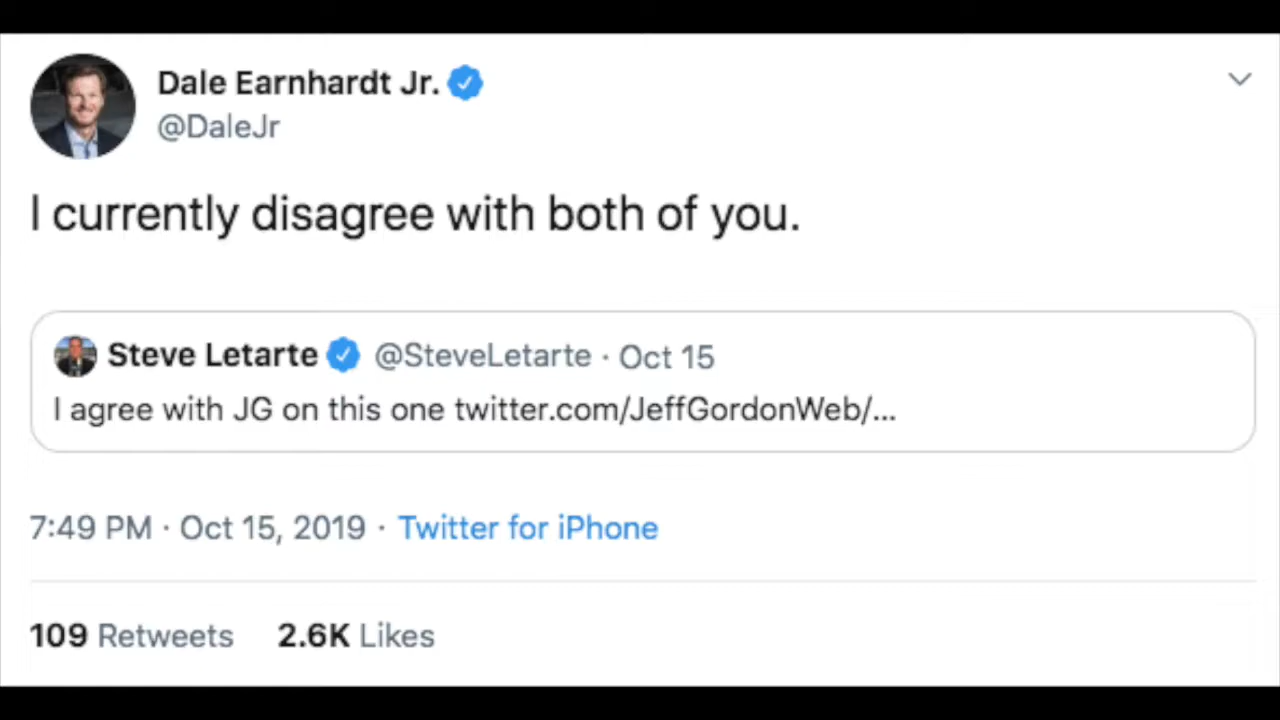 Dale Earnhardt Jr.
@DaleJr
I currently disagree with both of you.
Steve Letarte @SteveLetarte · Oct 15
I agree with JG on this one twitter.com/JeffGordonWeb/...
7:49 PM · Oct 15, 2019 · Twitter for iPhone
109 Retweets 2.6K Likes